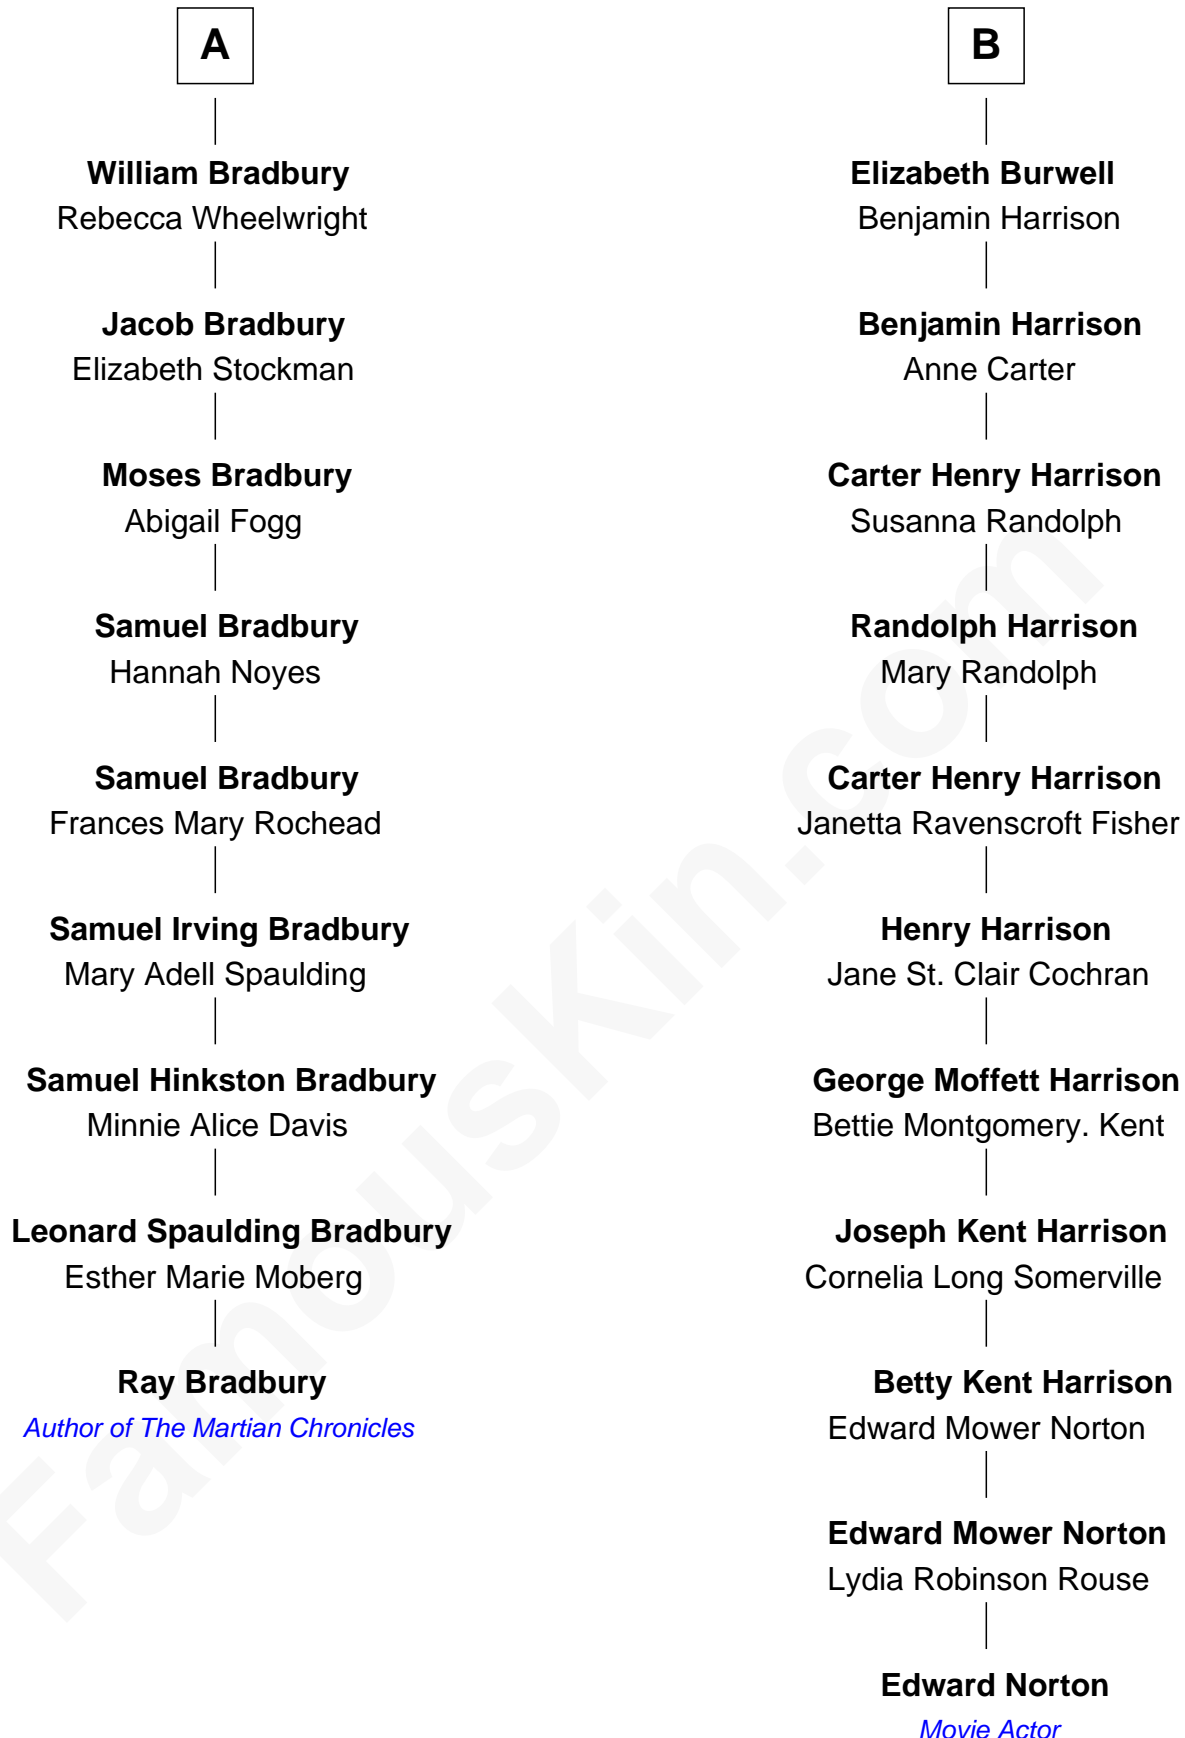 A
William Bradbury
Rebecca Wheelwright
Jacob Bradbury
Elizabeth Stockman
Moses Bradbury
Abigail Fogg
Samuel Bradbury
Hannah Noyes
Samuel Bradbury
Frances Mary Rochead
Samuel Irving Bradbury
Mary Adell Spaulding
Samuel Hinkston Bradbury
Minnie Alice Davis
Leonard Spaulding Bradbury
Esther Marie Moberg
Ray Bradbury
Author of The Martian Chronicles
B
Elizabeth Burwell
Benjamin Harrison
Benjamin Harrison
Anne Carter
Carter Henry Harrison
Susanna Randolph
Randolph Harrison
Mary Randolph
Carter Henry Harrison
Janetta Ravenscroft Fisher
Henry Harrison
Jane St. Clair Cochran
George Moffett Harrison
Bettie Montgomery. Kent
Joseph Kent Harrison
Cornelia Long Somerville
Betty Kent Harrison
Edward Mower Norton
Edward Mower Norton
Lydia Robinson Rouse
Edward Norton
Movie Actor
FamousKin.com